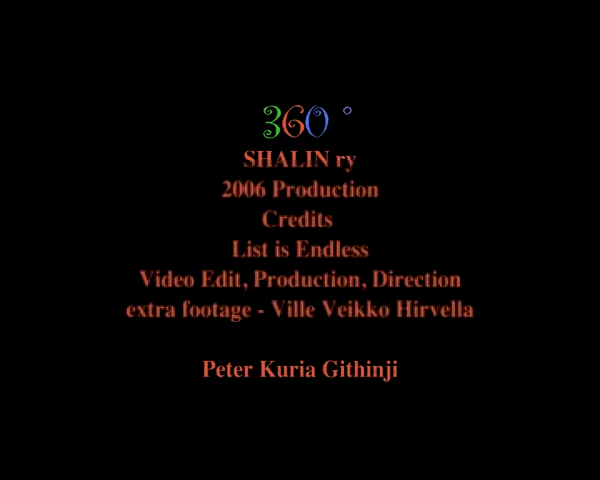 360°
SHALIN ry
2006 Production
Credits
List is Endless
Video Edit, Production, Direction
extra footage - Ville Veikko Hirvella
Peter Kuria Githinji